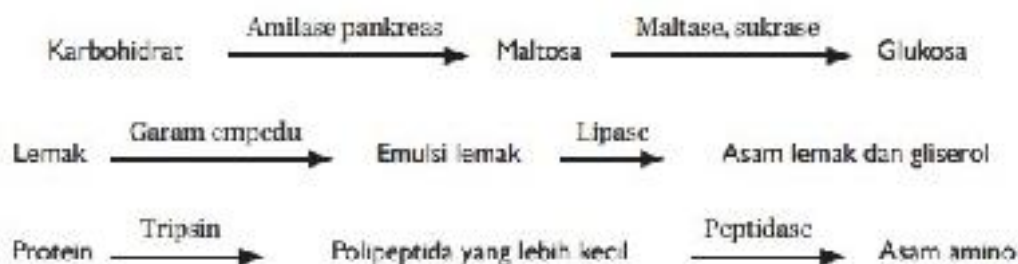 Amilase pankreas Maltase, sukrase
Karbohidrat Maltosa Glukosa
Garam empedu Lipase
Lemak Emulsi lemak Asam lemak dan gliserol
Tripsin Peptidase
Protein Polipeptida yang lebih kecil Asam amino